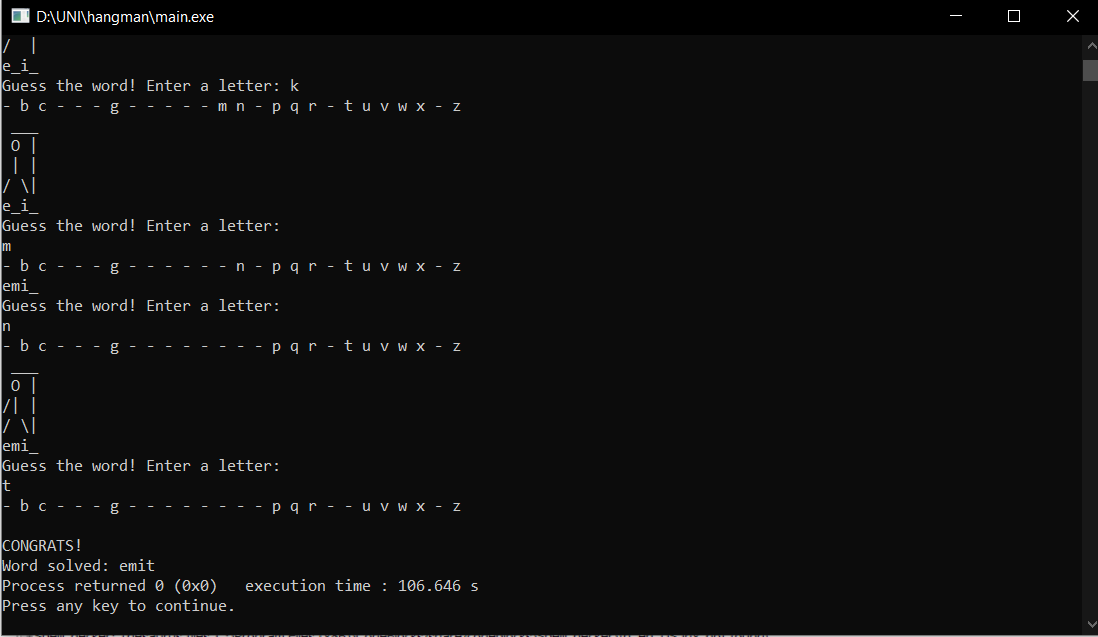 D:\UNI\hangman\main.exe
/  |
e_i_
Guess the word! Enter a letter: k
- b c - - - g - - - - - m n - p q r - t u v w x - z
 ___
 O |
 | |
/ \|
e_i_
Guess the word! Enter a letter:
m
- b c - - - g - - - - - - n - p q r - t u v w x - z
emi_
Guess the word! Enter a letter:
n
- b c - - - g - - - - - - - - p q r - t u v w x - z
 ___
 O |
/| |
/ \|
emi_
Guess the word! Enter a letter:
t
- b c - - - g - - - - - - - - p q r - - u v w x - z

CONGRATS!
Word solved: emit
Process returned 0 (0x0)   execution time : 106.646 s
Press any key to continue.